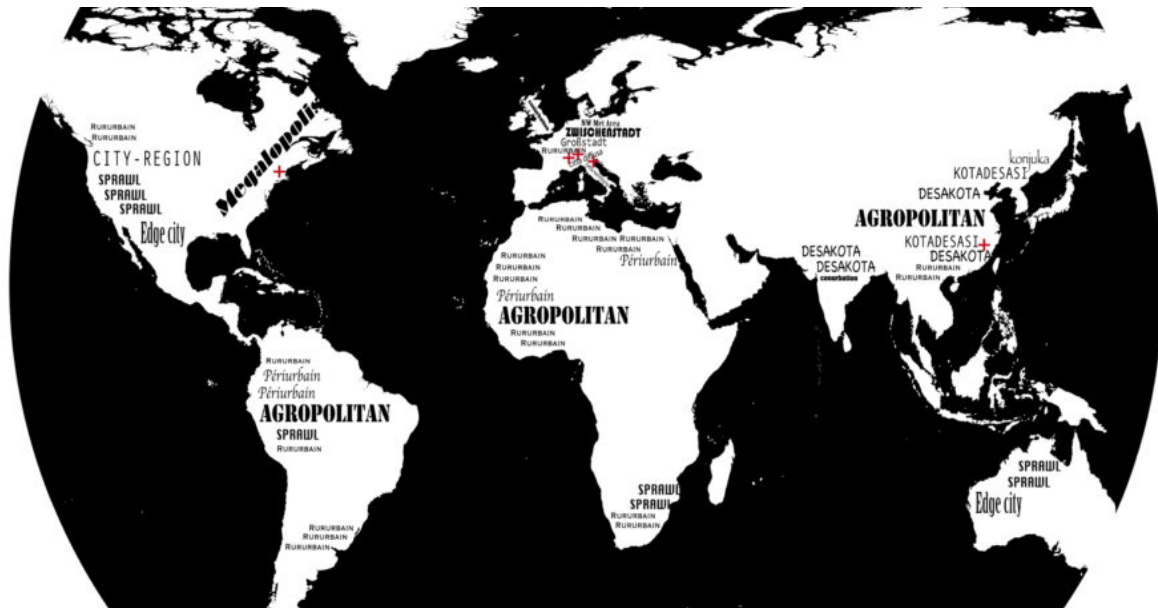 RURURBAIN
RURURBAIN
CITY-REGION
SPRAWL
SPRAWL
SPRAWL
Edge city
Megalopolis
RURURBAIN
Périurbain
Périurbain
AGROPOLITAN
SPRAWL
RURURBAIN
RURURBAIN
RURURBAIN
RURURBAIN
NW Met Area
ZWISCHENSTADT
Großstadt
RURURBAIN
RURURBAIN
RURURBAIN
RURURBAIN RURURBAIN
RURURBAIN
Périurbain
RURURBAIN
RURURBAIN
RURURBAIN
Périurbain
AGROPOLITAN
RURURBAIN
RURURBAIN
SPRAWL
SPRAWL
RURURBAIN
RURURBAIN
konjuka
KOTADESASI
DESAKOTA
AGROPOLITAN
KOTADESASI
DESAKOTA
RURURBAIN
RURURBAIN
DESAKOTA
DESAKOTA
conurbation
SPRAWL
SPRAWL
Edge city